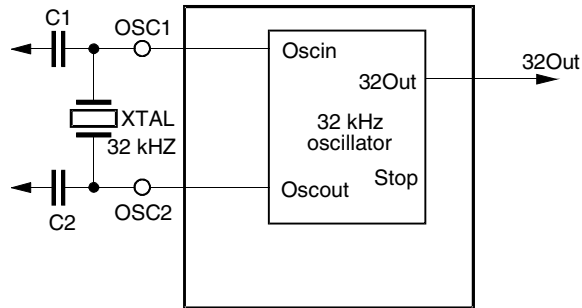 C1
OSC1
Oscin
32Out
32Out
XTAL
32 kHZ
32 kHz
oscillator
Stop
Oscout
OSC2
C2